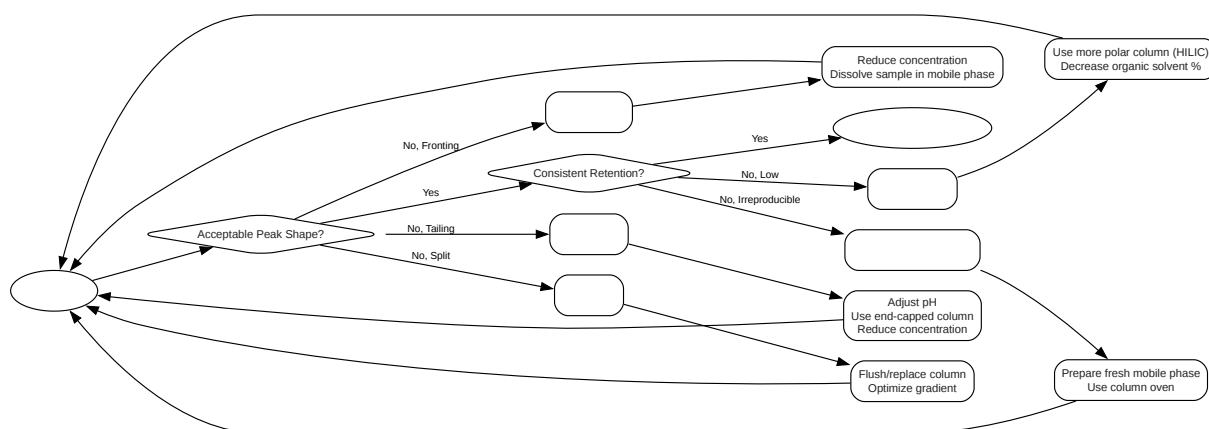 Use more polar column (HILIC)
Decrease organic solvent %
Reduce concentration
Dissolve sample in mobile phase
No, Fronting
Yes
Consistent Retention?
No, Low
Yes
No, Irreproducible
Acceptable Peak Shape?
No, Tailing
No, Split
Adjust pH
Use end-capped column
Reduce concentration
Flush/replace column
Optimize gradient
Prepare fresh mobile phase
Use column oven